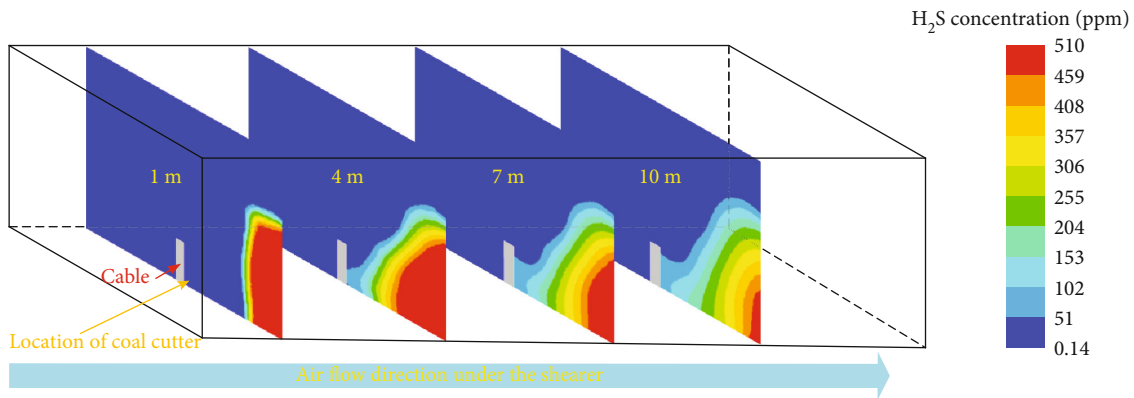 H₂S concentration (ppm)
510
459
408
357
306
255
204
153
102
51
0.14
1 m
4 m
7 m
10 m
Cable
Location of coal cutter
Air flow direction under the shearer